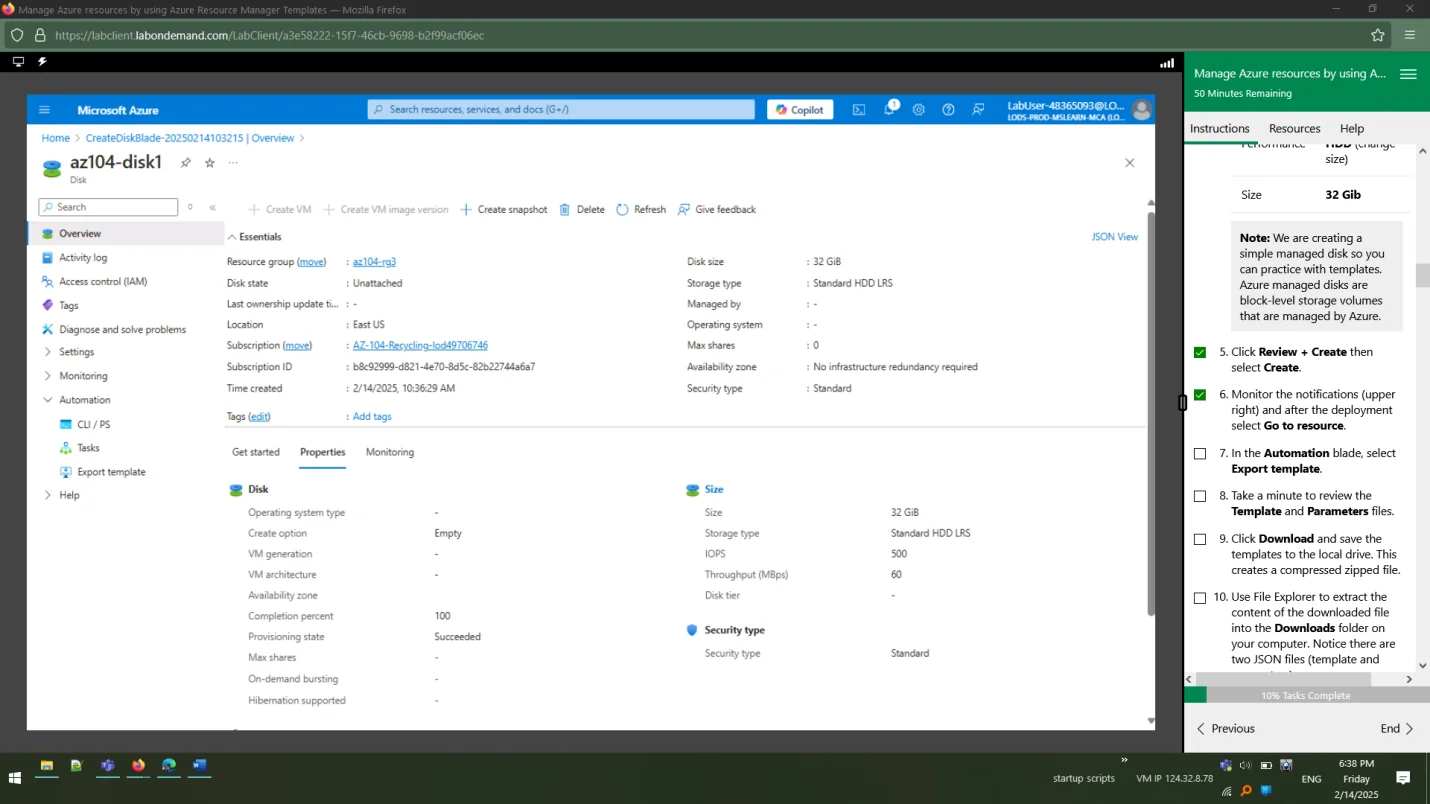 Manage Azure resources by using Azure Resource Manager Templates — Mozilla Firefox
https://labclient.labondemand.com/LabClient/a3e58222-15f7-46cb-9698-b2f99acf06ec
Microsoft Azure
Search resources, services, and docs (G+/)
Copilot
1
LabUser-48365093@LO...
LODS-PROD-MSLEARN-MCA (LO...
Home > CreateDiskBlade-20250214103215 | Overview >
az104-disk1
Disk
Search
Overview
Activity log
Access control (IAM)
Tags
Diagnose and solve problems
Settings
Monitoring
Automation
CLI / PS
Tasks
Export template
Help
Create VM
Create VM image version
Create snapshot
Delete
Refresh
Give feedback
Essentials
JSON View
Resource group (move) : az104-rg3
Disk state : Unattached
Last ownership update ti... : -
Location : East US
Subscription (move) : AZ-104-Recycling-lod49706746
Subscription ID : b8c92999-d821-4e70-8d5c-82b22744a6a7
Time created : 2/14/2025, 10:36:29 AM
Tags (edit) : Add tags
Disk size : 32 GiB
Storage type : Standard HDD LRS
Managed by : -
Operating system : -
Max shares : 0
Availability zone : No infrastructure redundancy required
Security type : Standard
Get started
Properties
Monitoring
Disk
Operating system type -
Create option Empty
VM generation -
VM architecture -
Availability zone
Completion percent 100
Provisioning state Succeeded
Max shares -
On-demand bursting -
Hibernation supported -
Size
Size 32 GiB
Storage type Standard HDD LRS
IOPS 500
Throughput (MBps) 60
Disk tier -
Security type
Security type Standard
Manage Azure resources by using A...
50 Minutes Remaining
Instructions
Resources
Help
Performance HDD (change
size)
Size 32 Gib
Note: We are creating a
simple managed disk so you
can practice with templates.
Azure managed disks are
block-level storage volumes
that are managed by Azure.
5. Click Review + Create then
select Create.
6. Monitor the notifications (upper
right) and after the deployment
select Go to resource.
7. In the Automation blade, select
Export template.
8. Take a minute to review the
Template and Parameters files.
9. Click Download and save the
templates to the local drive. This
creates a compressed zipped file.
10. Use File Explorer to extract the
content of the downloaded file
into the Downloads folder on
your computer. Notice there are
two JSON files (template and
10% Tasks Complete
Previous
End
startup scripts
VM IP 124.32.8.78
ENG
6:38 PM
Friday
2/14/2025